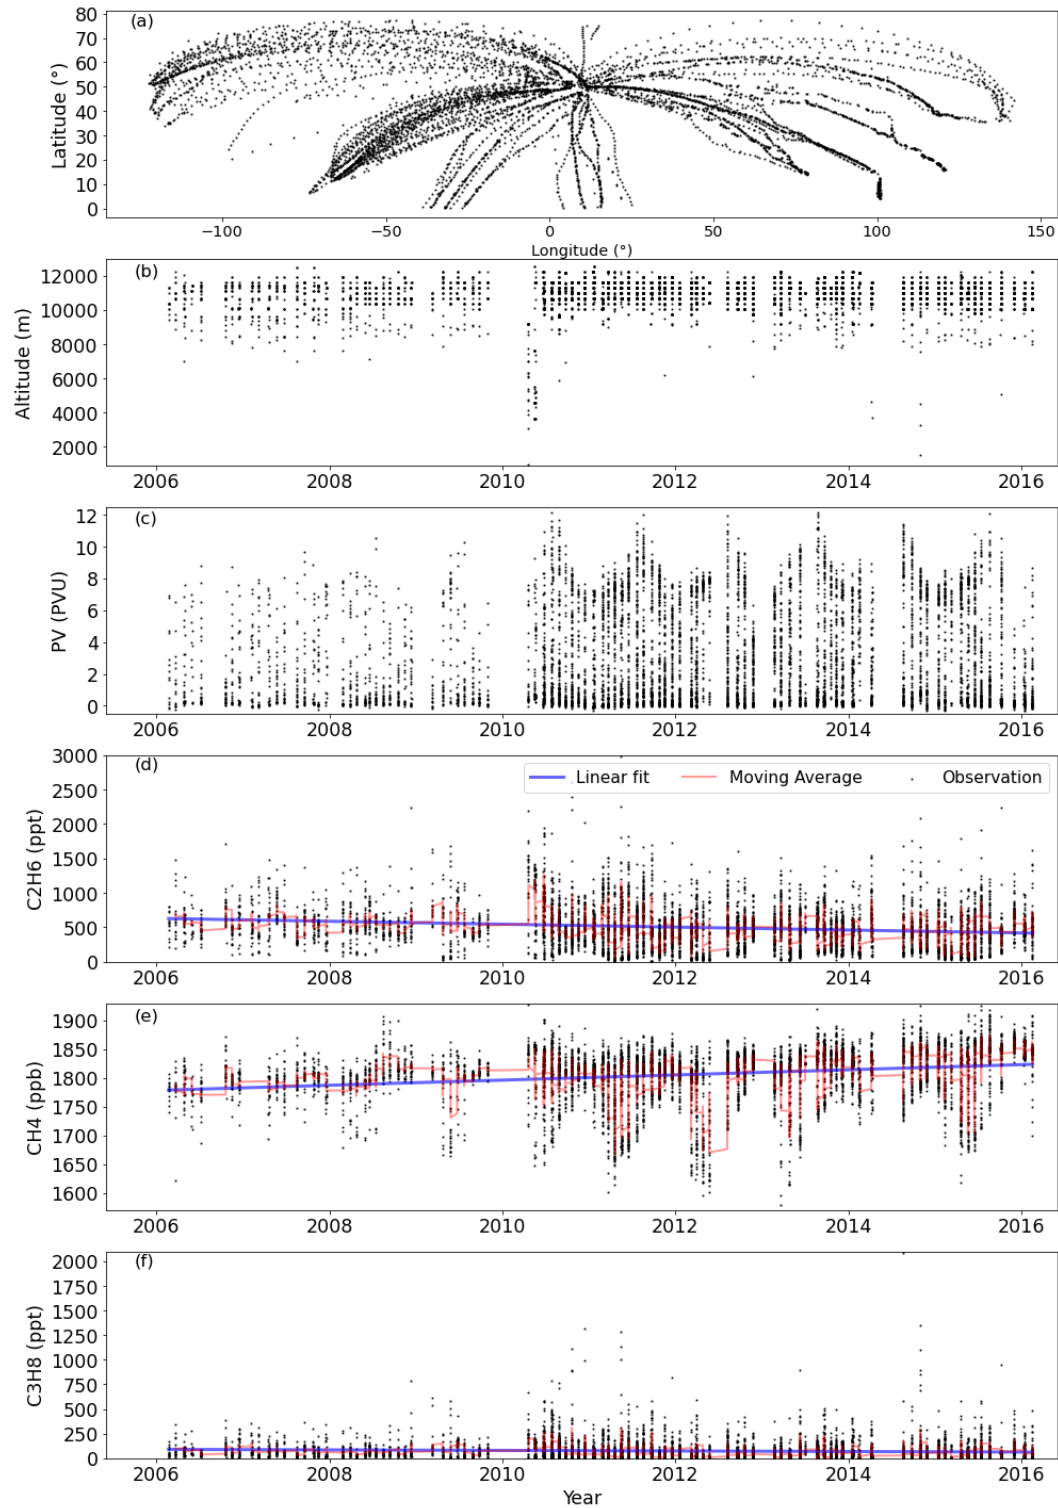 (a)
80
70
60
50
40
30
20
10
0
Latitude (°)
−100 −50 0 50 100 150
Longitude (°)
(b)
12000
10000
8000
6000
4000
2000
Altitude (m)
2006 2008 2010 2012 2014 2016
(c)
12
10
8
6
4
2
0
PV (PVU)
2006 2008 2010 2012 2014 2016
(d)
Linear fit Moving Average Observation
3000
2500
2000
1500
1000
500
0
C2H6 (ppt)
2006 2008 2010 2012 2014 2016
(e)
1900
1850
1800
1750
1700
1650
1600
CH4 (ppb)
2006 2008 2010 2012 2014 2016
(f)
2000
1750
1500
1250
1000
750
500
250
0
C3H8 (ppt)
2006 2008 2010 2012 2014 2016
Year